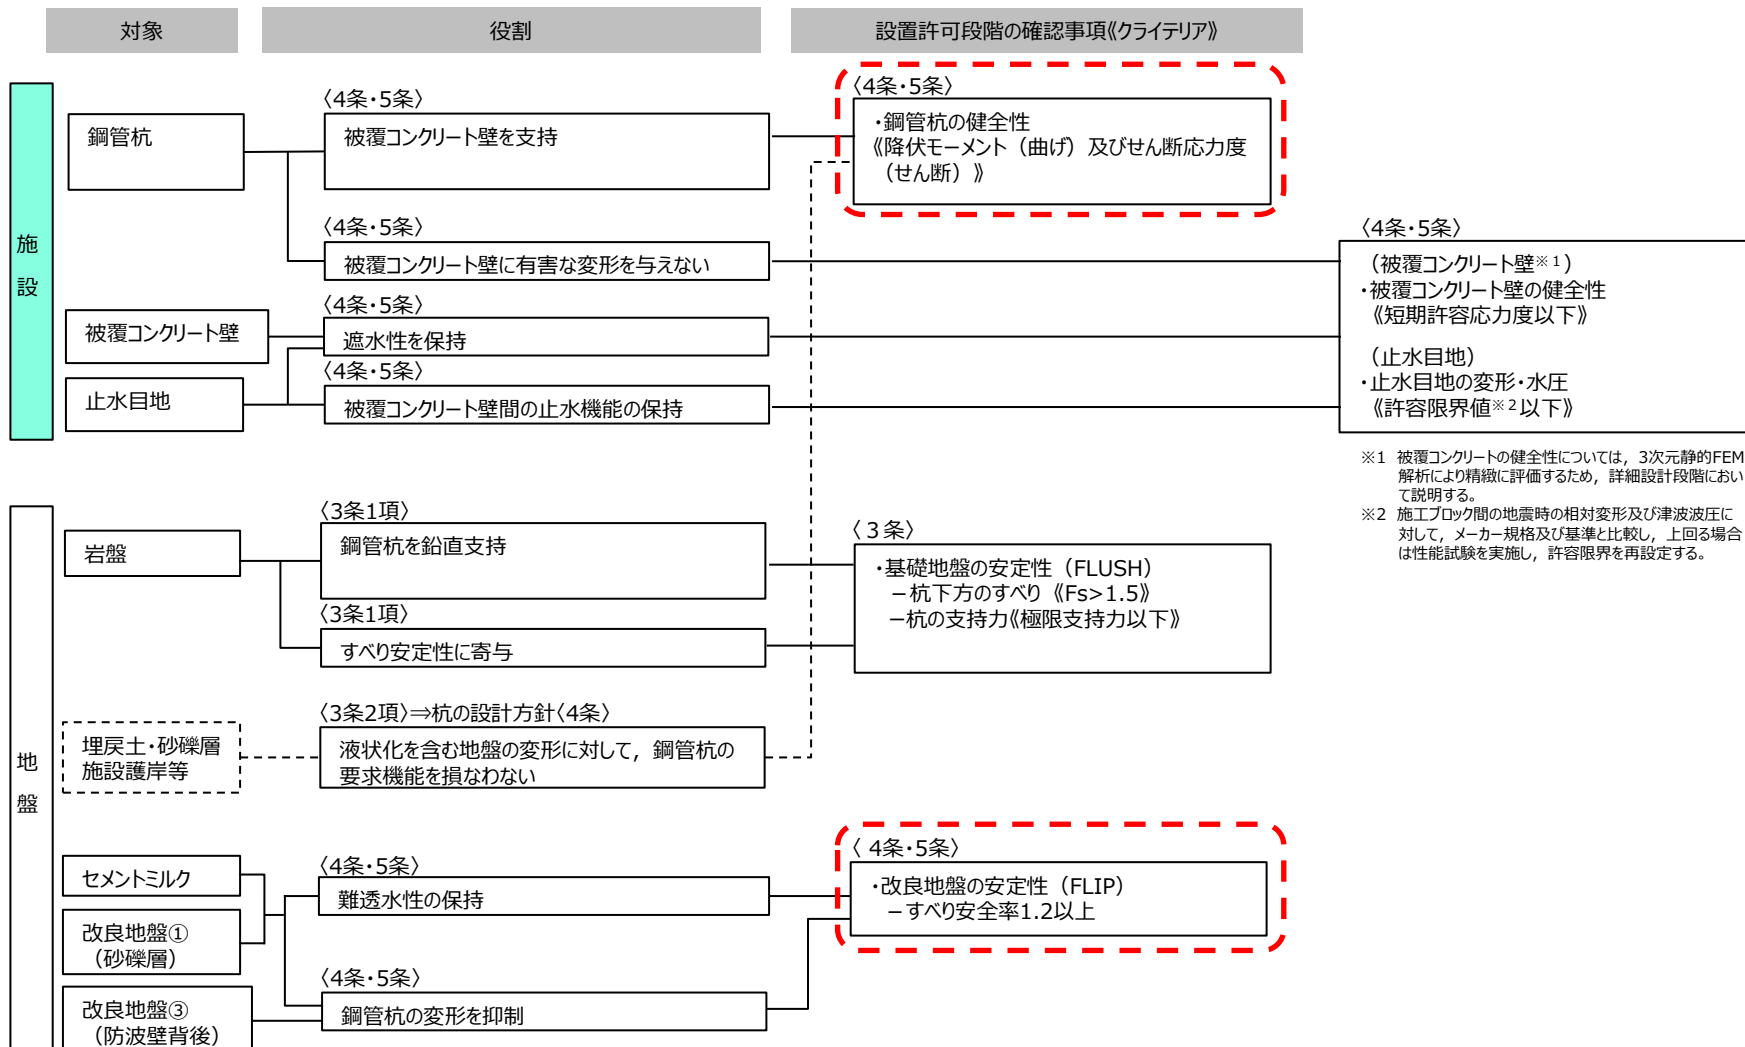 対象
役割
設置許可段階の確認事項《クライテリア》
施設
鋼管杭
〈4条・5条〉
被覆コンクリート壁を支持
〈4条・5条〉
・鋼管杭の健全性
《降伏モーメント（曲げ）及びせん断応力度
（せん断）》
〈4条・5条〉
被覆コンクリート壁に有害な変形を与えない
被覆コンクリート壁
〈4条・5条〉
遮水性を保持
止水目地
〈4条・5条〉
被覆コンクリート壁間の止水機能の保持
〈4条・5条〉
（被覆コンクリート壁※1）
・被覆コンクリート壁の健全性
《短期許容応力度以下》
（止水目地）
・止水目地の変形・水圧
《許容限界値※2以下》
※1 被覆コンクリートの健全性については，3次元静的FEM
解析により精緻に評価するため，詳細設計段階におい
て説明する。
※2 施工ブロック間の地震時の相対変形及び津波波圧に
対して，メーカー規格及び基準と比較し，上回る場合
は性能試験を実施し，許容限界を再設定する。
地盤
岩盤
〈3条1項〉
鋼管杭を鉛直支持
〈3条1項〉
すべり安定性に寄与
〈３条〉
・基礎地盤の安定性（FLUSH）
－杭下方のすべり《Fs>1.5》
－杭の支持力《極限支持力以下》
埋戻土・砂礫層
施設護岸等
〈3条2項〉⇒杭の設計方針〈4条〉
液状化を含む地盤の変形に対して，鋼管杭の
要求機能を損なわない
セメントミルク
改良地盤①
（砂礫層）
改良地盤③
（防波壁背後）
〈4条・5条〉
難透水性の保持
〈4条・5条〉
鋼管杭の変形を抑制
〈 4条・5条〉
・改良地盤の安定性（FLIP）
－すべり安全率1.2以上